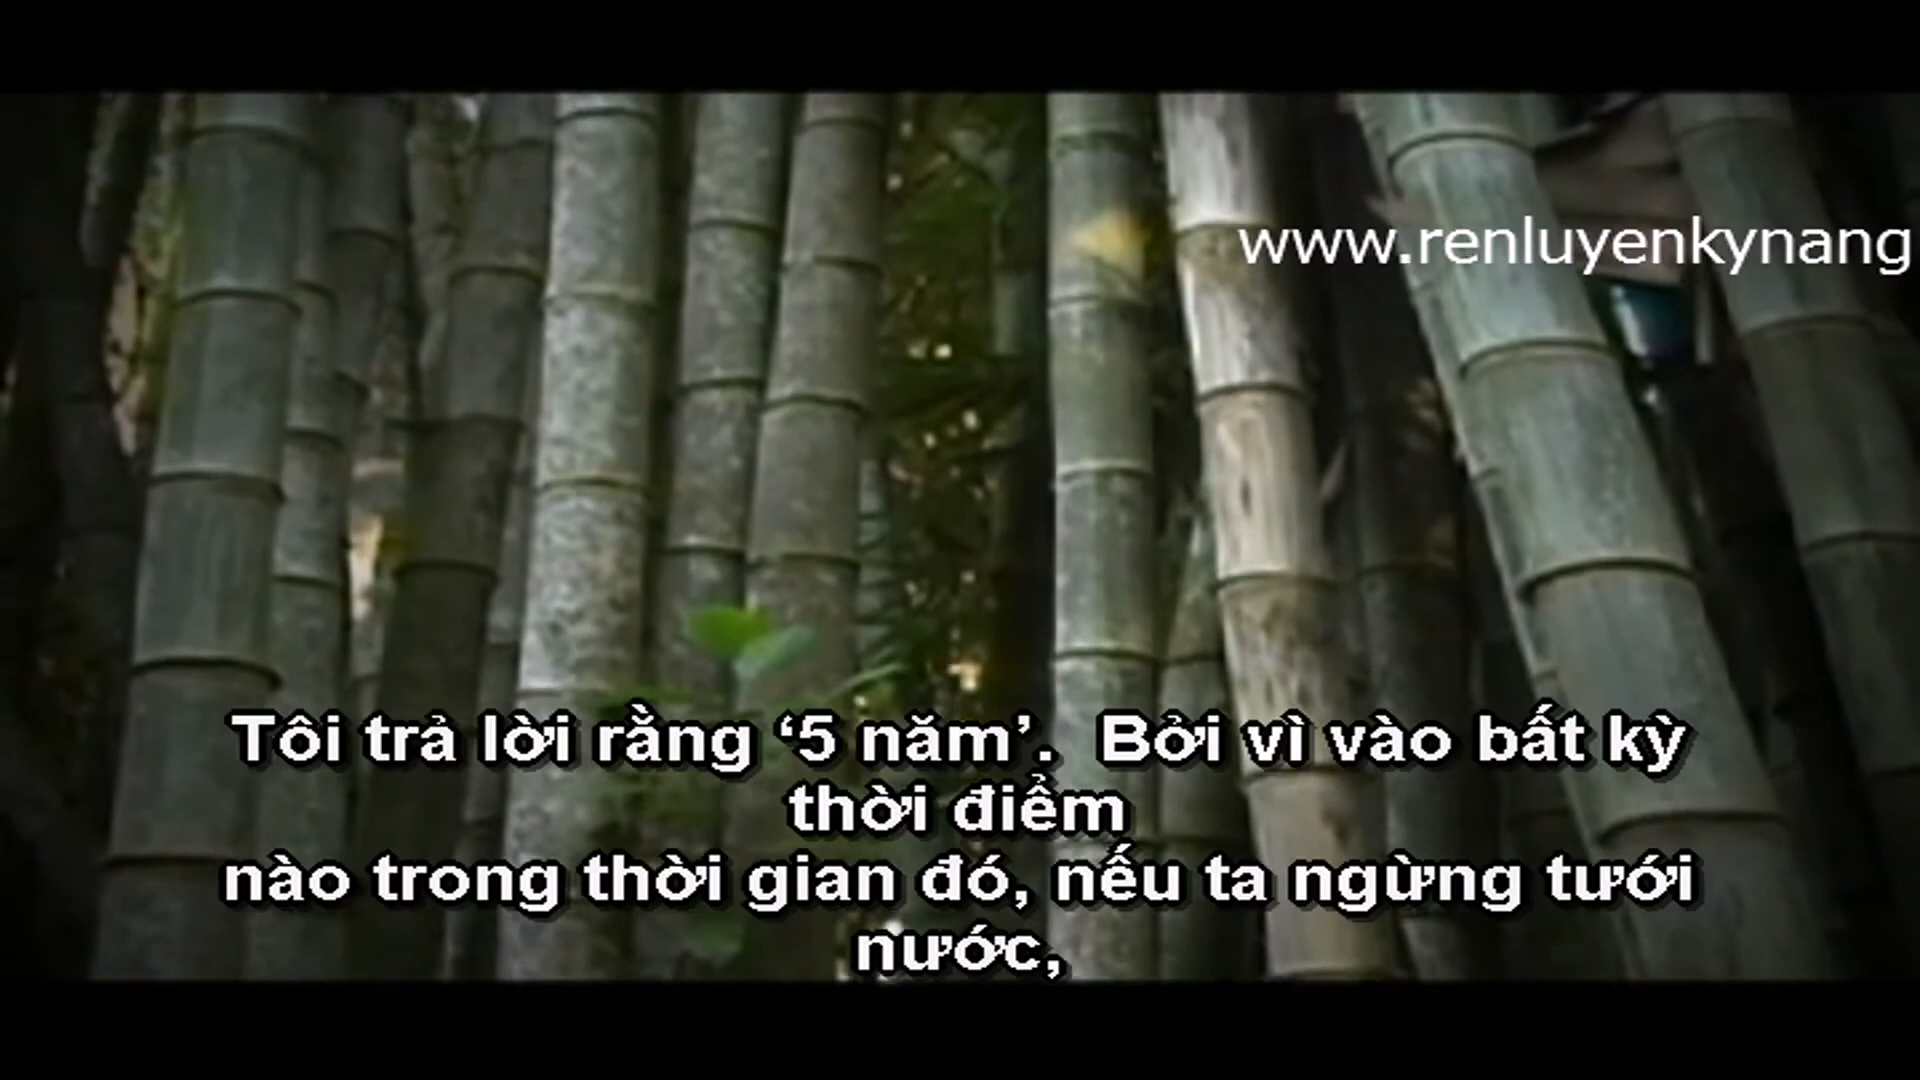 www.renluyenkynang
Tôi trả lời rằng ‘5 năm’.  Bởi vì vào bất kỳ
thời điểm
nào trong thời gian đó, nếu ta ngừng tưới
nước,